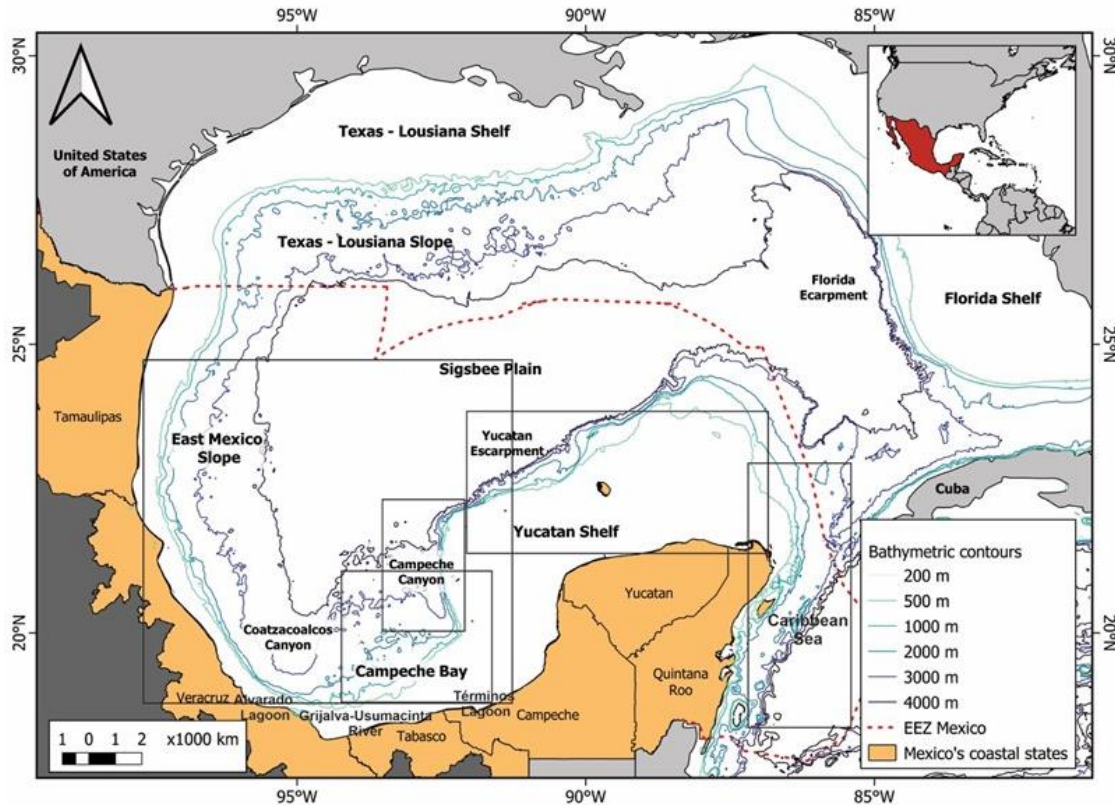 95°W 90°W 85°W
30°N
30°N
Texas - Lousiana Shelf
United States
of America
Texas - Lousiana Slope
Florida
Ecarpment
Florida Shelf
25°N
25°N
Sigsbee Plain
Tamaulipas
East Mexico
Slope
Yucatan
Escarpment
Cuba
Yucatan Shelf
Bathymetric contours
200 m
500 m
1000 m
2000 m
3000 m
4000 m
EEZ Mexico
Mexico's coastal states
Campeche
Canyon
Yucatan
20°N
20°N
Coatzacoalcos
Canyon
Caribbean
Sea
Campeche Bay
Quintana
Roo
Veracruz
Alvarado
Lagoon
Grijalva-Usumacinta
River
Términos
Lagoon
Campeche
Tabasco
1 0 1 2 x1000 km
95°W 90°W 85°W